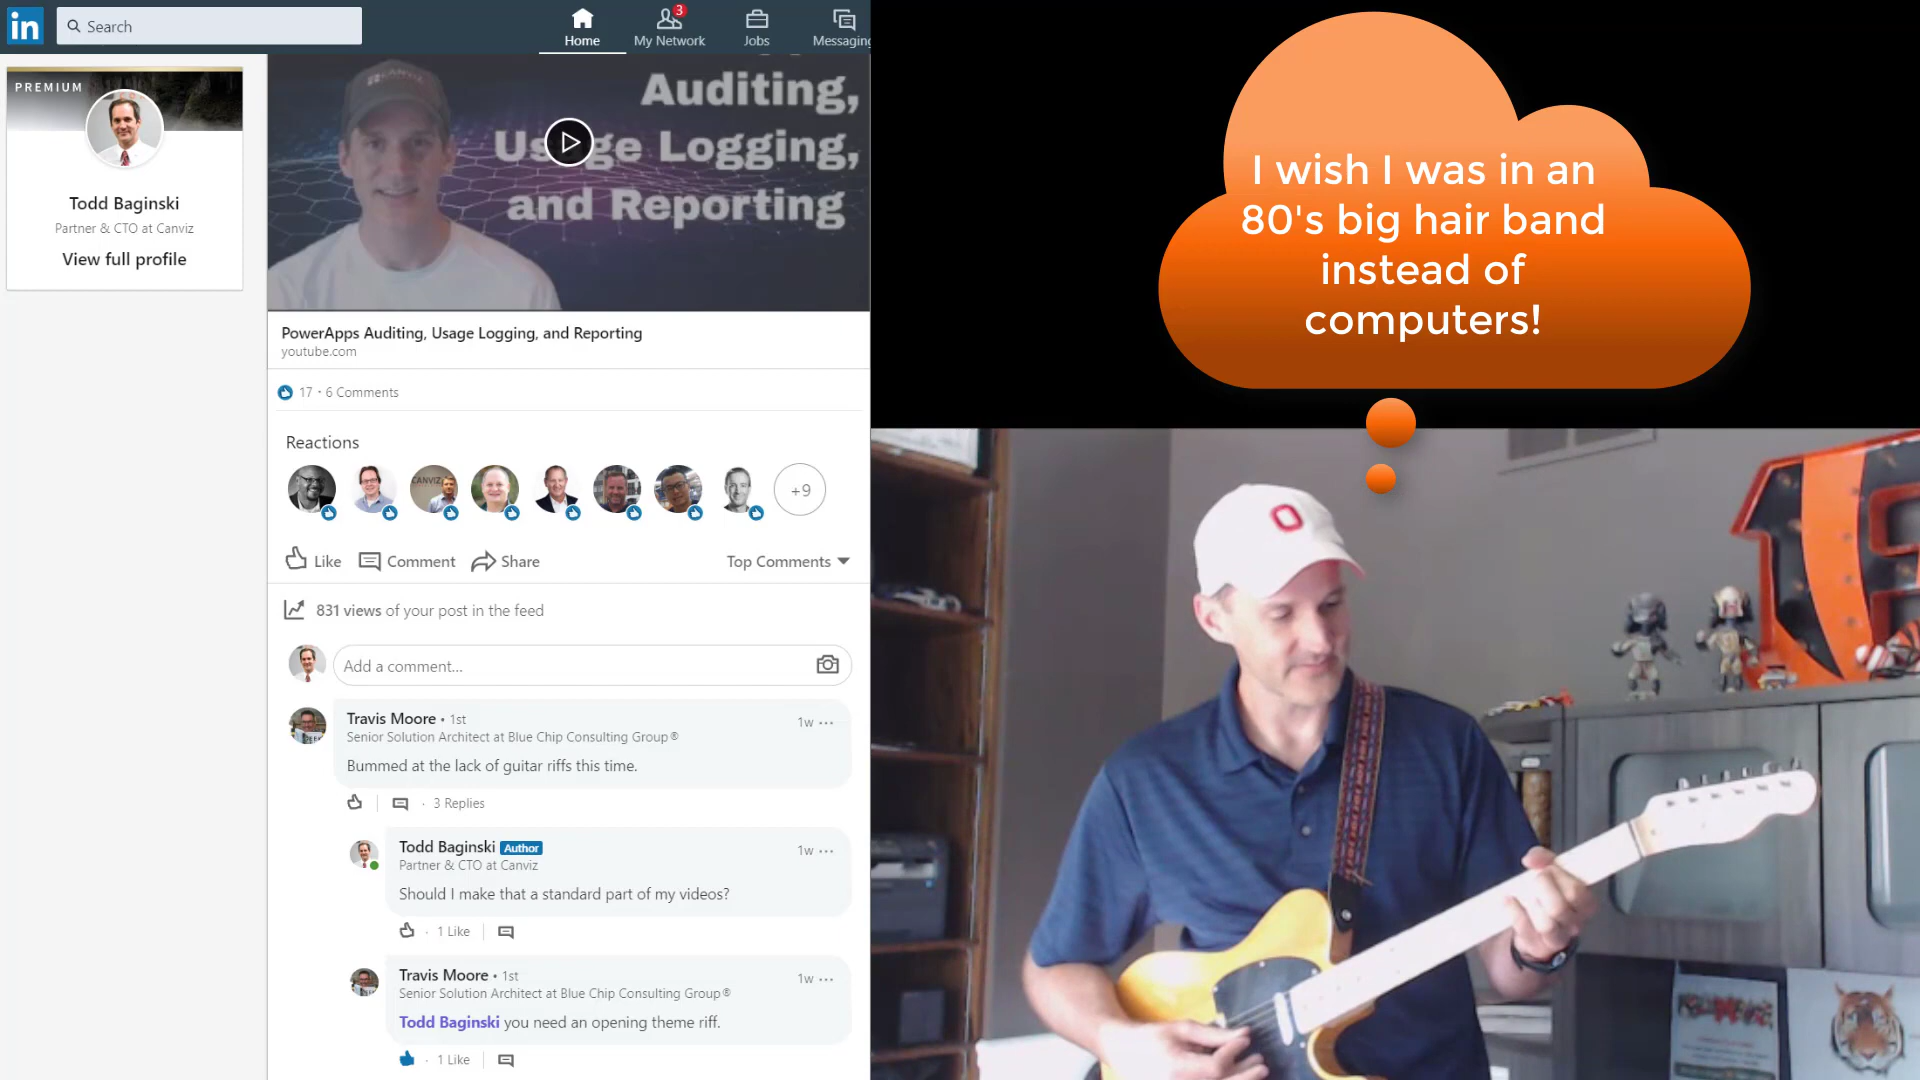 in
Search
Home
3
My Network
Jobs
Messaging
PREMIUM
Todd Baginski
Partner & CTO at Canviz
View full profile
Auditing,
Usage Logging,
and Reporting
PowerApps Auditing, Usage Logging, and Reporting
youtube.com
17 · 6 Comments
Reactions
CANVIZ
+9
Like
Comment
Share
Top Comments
831 views of your post in the feed
Add a comment...
Travis Moore • 1st
1w ...
Senior Solution Architect at Blue Chip Consulting Group®
Bummed at the lack of guitar riffs this time.
· 3 Replies
Todd Baginski Author
1w ...
Partner & CTO at Canviz
Should I make that a standard part of my videos?
· 1 Like
Travis Moore • 1st
1w ...
Senior Solution Architect at Blue Chip Consulting Group®
Todd Baginski you need an opening theme riff.
· 1 Like
I wish I was in an
80's big hair band
instead of
computers!
O